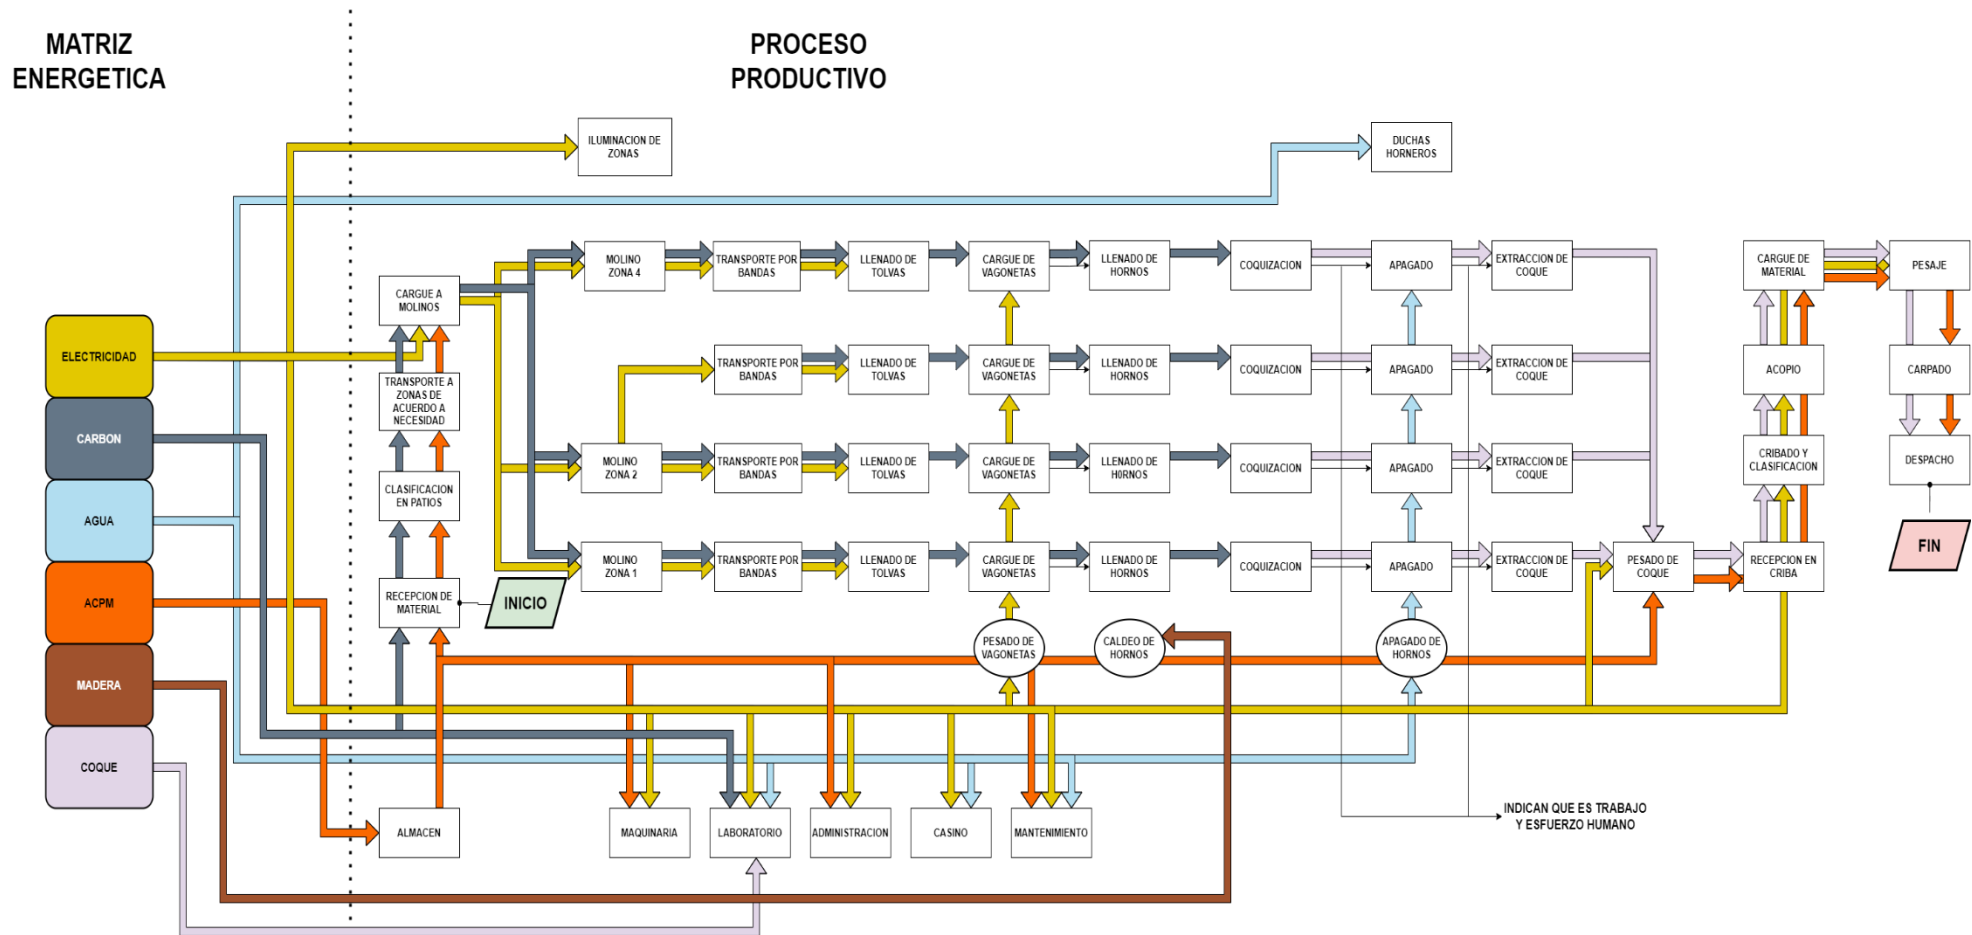 MATRIZ
ENERGETICA
PROCESO
PRODUCTIVO
ILUMINACION DE
ZONAS
DUCHAS
HORNEROS
ELECTRICIDAD
CARBON
AGUA
ACPM
MADERA
COQUE
CARGUE A
MOLINOS
TRANSPORTE A
ZONAS DE
ACUERDO A
NECESIDAD
CLASIFICACION
EN PATIOS
RECEPCION DE
MATERIAL
INICIO
ALMACEN
MOLINO
ZONA 4
TRANSPORTE POR
BANDAS
LLENADO DE
TOLVAS
CARGUE DE
VAGONETAS
LLENADO DE
HORNOS
COQUIZACION
APAGADO
EXTRACCION DE
COQUE
TRANSPORTE POR
BANDAS
LLENADO DE
TOLVAS
CARGUE DE
VAGONETAS
LLENADO DE
HORNOS
COQUIZACION
APAGADO
EXTRACCION DE
COQUE
MOLINO
ZONA 2
TRANSPORTE POR
BANDAS
LLENADO DE
TOLVAS
CARGUE DE
VAGONETAS
LLENADO DE
HORNOS
COQUIZACION
APAGADO
EXTRACCION DE
COQUE
MOLINO
ZONA 1
TRANSPORTE POR
BANDAS
LLENADO DE
TOLVAS
CARGUE DE
VAGONETAS
LLENADO DE
HORNOS
COQUIZACION
APAGADO
EXTRACCION DE
COQUE
PESADO DE
COQUE
RECEPCION EN
CRIBA
CRIBADO Y
CLASIFICACION
ACOPIO
CARGUE DE
MATERIAL
PESAJE
CARPADO
DESPACHO
FIN
PESADO DE
VAGONETAS
CALDEO DE
HORNOS
APAGADO DE
HORNOS
MAQUINARIA
LABORATORIO
ADMINISTRACION
CASINO
MANTENIMIENTO
INDICAN QUE ES TRABAJO
Y ESFUERZO HUMANO